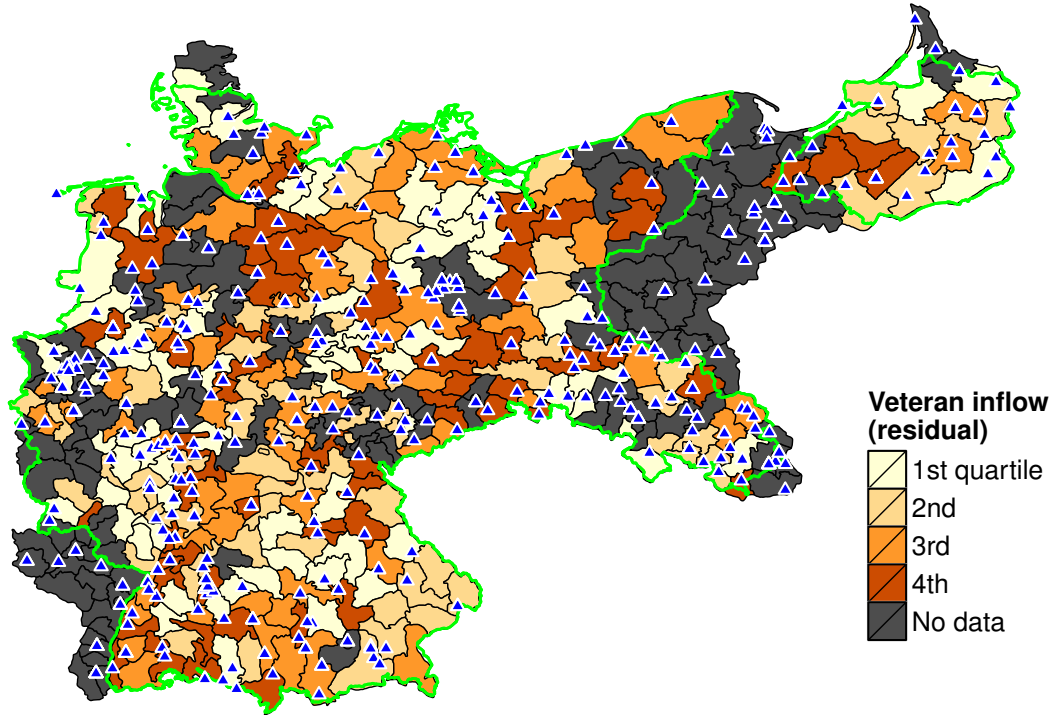 Veteran inflow
(residual)
1st quartile
2nd
3rd
4th
No data